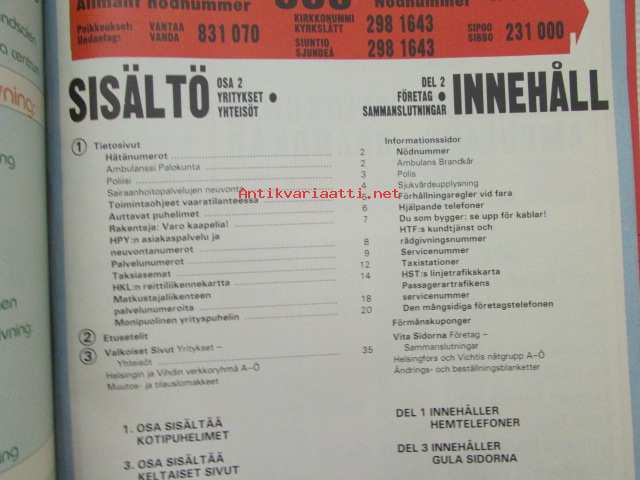 Allmänt Nödnummer
Nödnummer
Poikkeukset:
Undantag:
VANTAA
VANDA
831 070
KIRKKONUMMI
KYRKSLÄTT
298 1643
SIUNTIO
SJUNDEÅ
298 1643
SIPOO
SIBBO
231 000
SISÄLTÖ
OSA 2
YRITYKSET •
YHTEISÖT
DEL 2
FÖRETAG •
SAMMANSLUTNINGAR
INNEHÅLL
1 Tietosivut
Hätänumerot 2
Ambulanssi Palokunta 2
Poliisi 3
Sairaanhoitopalvelujen neuvonta 4
Toimintaohjeet vaaratilanteessa 5
Auttavat puhelimet 6
Rakentaja: Varo kaapelia! 7
HPY:n asiakaspalvelu ja
neuvontanumerot 8
Palvelunumerot 9
Taksiasemat 12
HKL:n reittiliikennekartta 14
Matkustajaliikenteen
palvelunumeroita 18
Monipuolinen yrityspuhelin 20
2 Etusetelit
3 Valkoiset Sivut Yritykset –
Yhteisöt 35
Helsingin ja Vihdin verkkoryhmä A–Ö
Muutos- ja tilauslomakkeet
Informationssidor
Nödnummer
Ambulans Brandkår
Polis
Sjukvårdsupplysning
Förhållningsregler vid fara
Hjälpande telefoner
Du som bygger: se upp för kablar!
HTF:s kundtjänst och
rådgivningsnummer
Servicenummer
Taxistationer
HST:s linjetrafikskarta
Passagerartrafikens
servicenummer
Den mångsidiga företagstelefonen
Förmånskuponger
Vita Sidorna Företag –
Sammanslutningar
Helsingfors och Vichtis nätgrupp A–Ö
Ändrings- och beställningsblanketter
1. OSA SISÄLTÄÄ
KOTIPUHELIMET
3. OSA SISÄLTÄÄ
KELTAISET SIVUT
DEL 1 INNEHÅLLER
HEMTELEFONER
DEL 3 INNEHÅLLER
GULA SIDORNA
Antikvariaatti.net